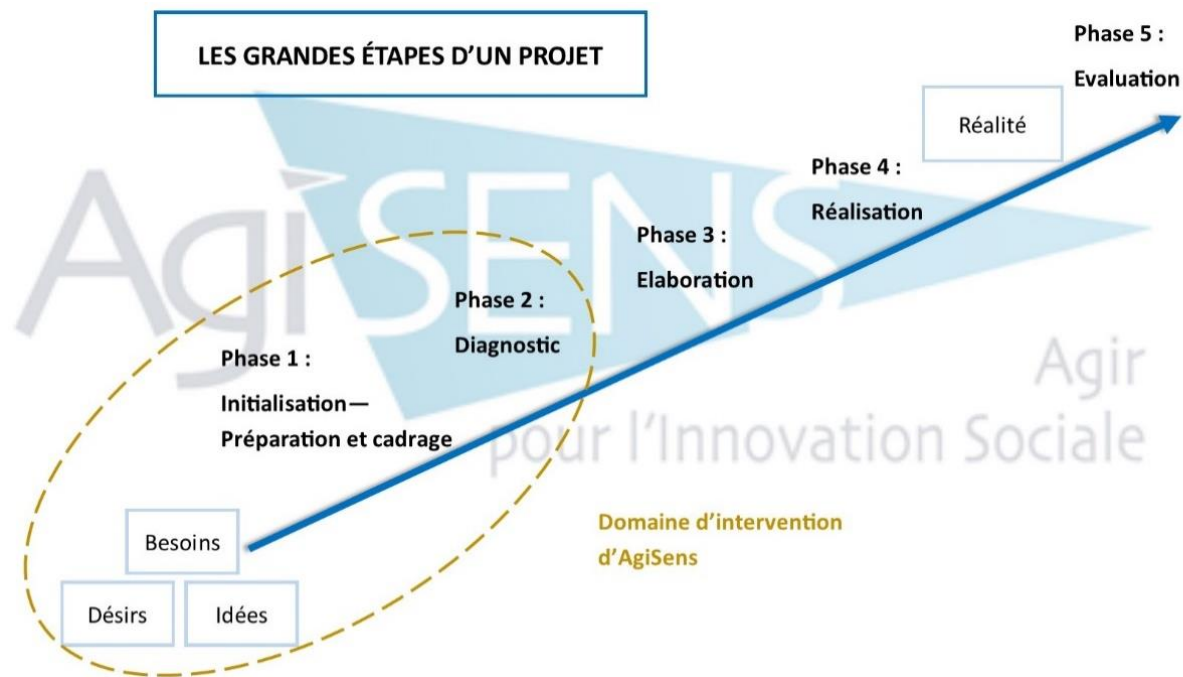 LES GRANDES ÉTAPES D’UN PROJET
Phase 5 :
Evaluation
Réalité
Phase 4 :
Réalisation
Phase 3 :
Elaboration
Phase 2 :
Diagnostic
Phase 1 :
Initialisation—
Préparation et cadrage
Besoins
Désirs
Idées
Domaine d’intervention
d’AgiSens
AgiSENS
Agir
pour l’Innovation Sociale